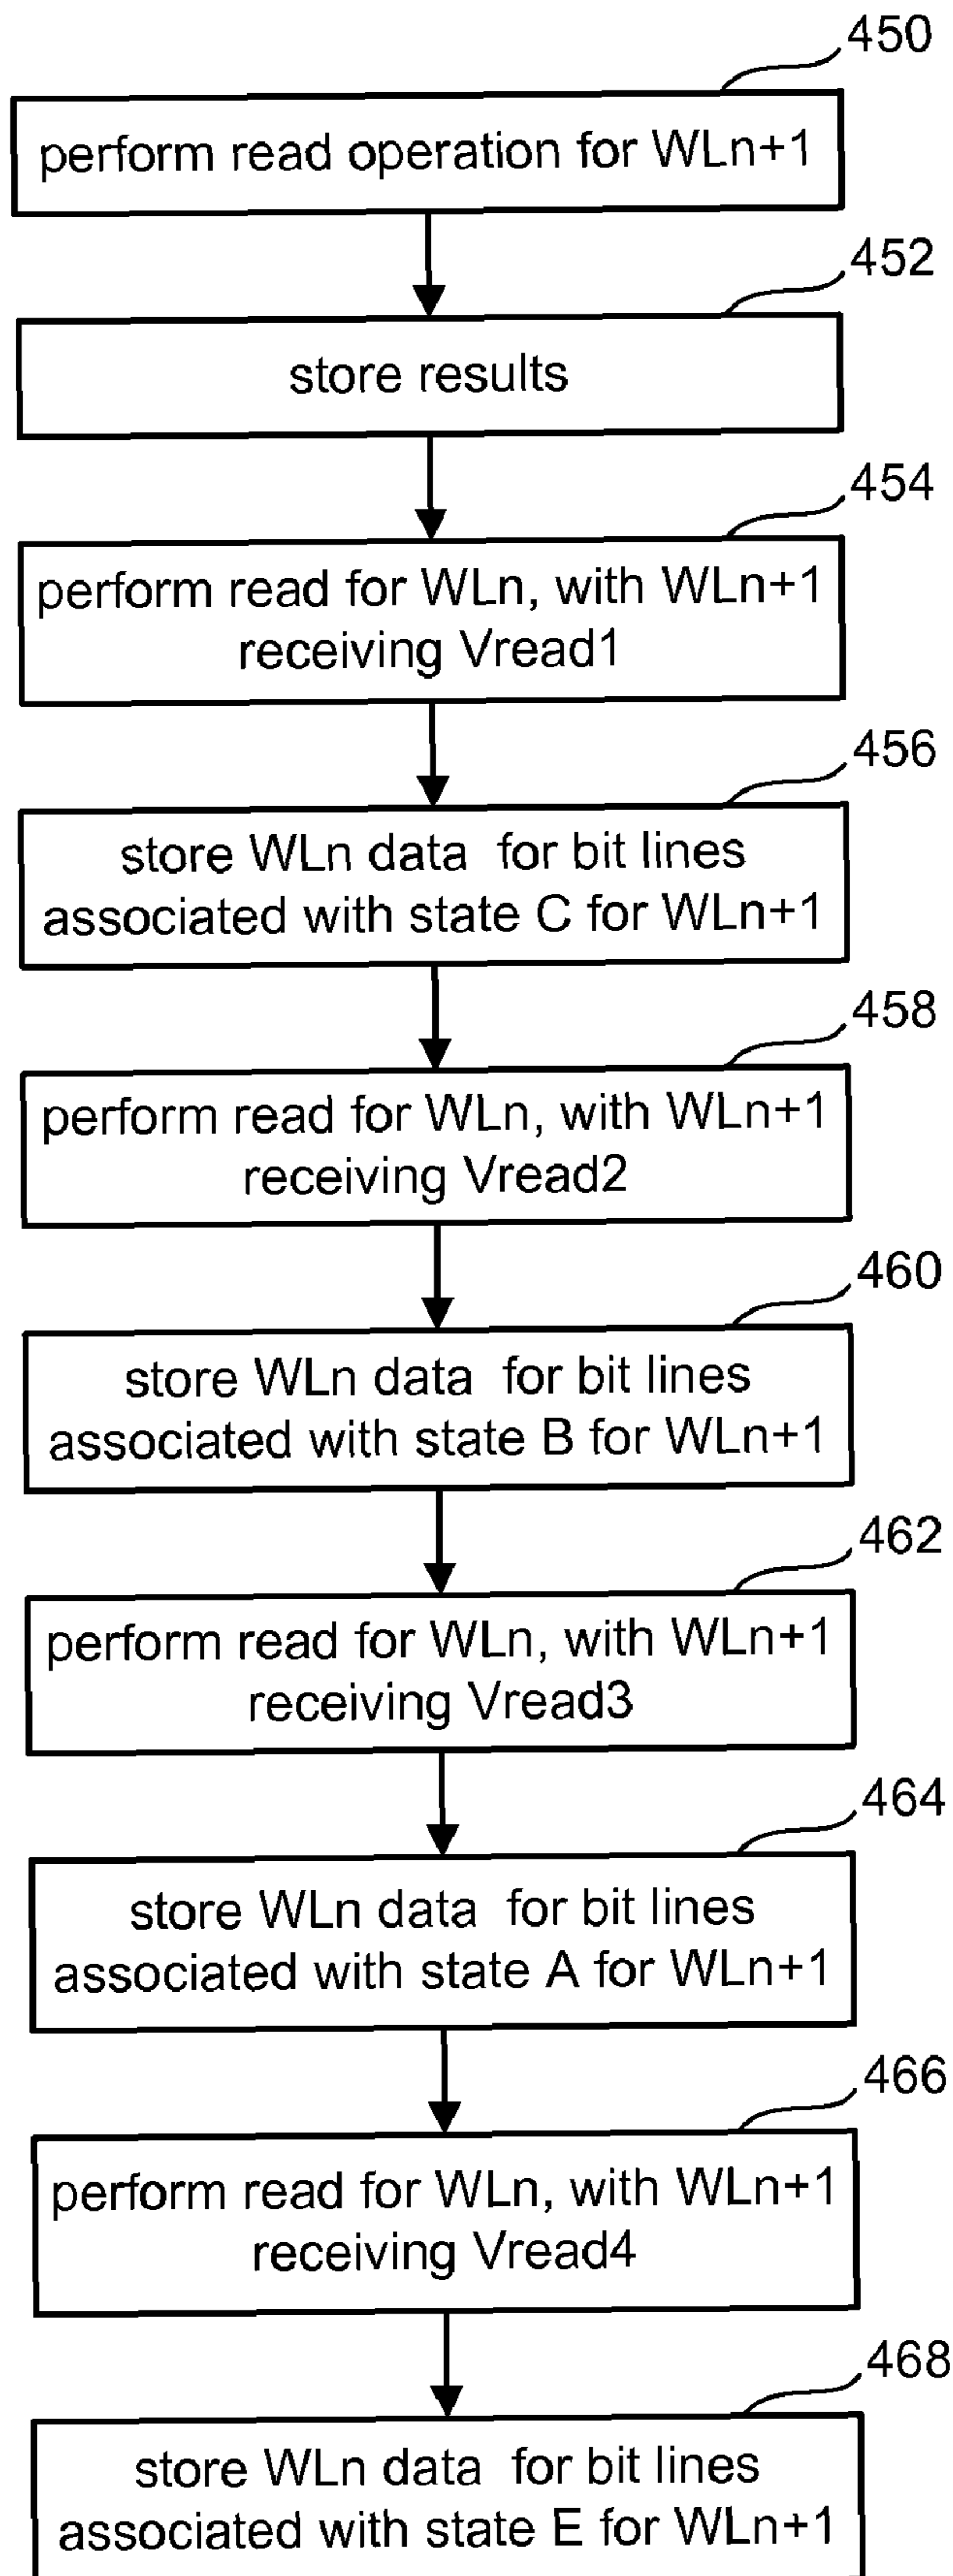 450
perform read operation for WLn+1
452
store results
454
perform read for WLn, with WLn+1
receiving Vread1
456
store WLn data for bit lines
associated with state C for WLn+1
458
perform read for WLn, with WLn+1
receiving Vread2
460
store WLn data for bit lines
associated with state B for WLn+1
462
perform read for WLn, with WLn+1
receiving Vread3
464
store WLn data for bit lines
associated with state A for WLn+1
466
perform read for WLn, with WLn+1
receiving Vread4
468
store WLn data for bit lines
associated with state E for WLn+1